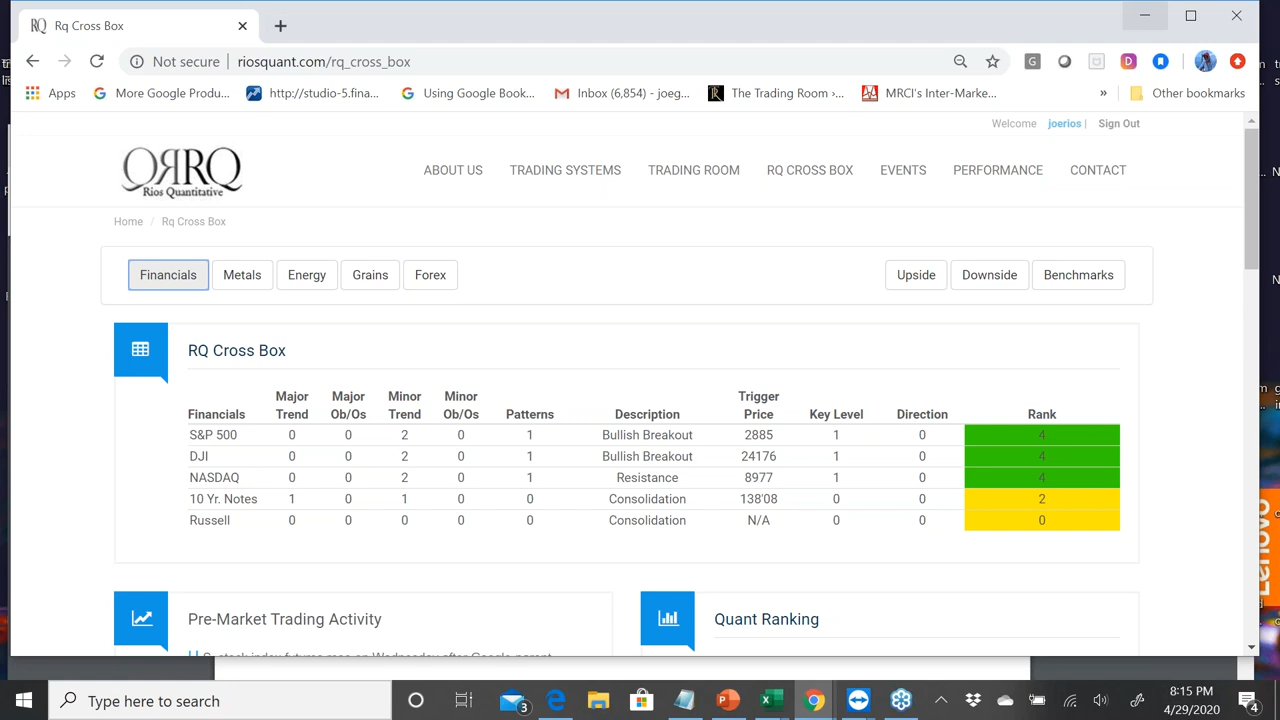 Rq Cross Box
Not secure riosquant.com/rq_cross_box
Apps More Google Produ... http://studio-5.fina... Using Google Book... Inbox (6,854) - joeg... The Trading Room ›... MRCI's Inter-Marke... » Other bookmarks
Welcome joerios | Sign Out
Rios Quantitative
ABOUT US TRADING SYSTEMS TRADING ROOM RQ CROSS BOX EVENTS PERFORMANCE CONTACT
Home / Rq Cross Box
Financials Metals Energy Grains Forex Upside Downside Benchmarks
RQ Cross Box
Financials Major Trend Major Ob/Os Minor Trend Minor Ob/Os Patterns Description Trigger Price Key Level Direction Rank
S&P 500 0 0 2 0 1 Bullish Breakout 2885 1 0 4
DJI 0 0 2 0 1 Bullish Breakout 24176 1 0 4
NASDAQ 0 0 2 0 1 Resistance 8977 1 0 4
10 Yr. Notes 1 0 1 0 0 Consolidation 138'08 0 0 2
Russell 0 0 0 0 0 Consolidation N/A 0 0 0
Pre-Market Trading Activity
Quant Ranking
Type here to search
3
8:15 PM
4/29/2020
4
lenovo